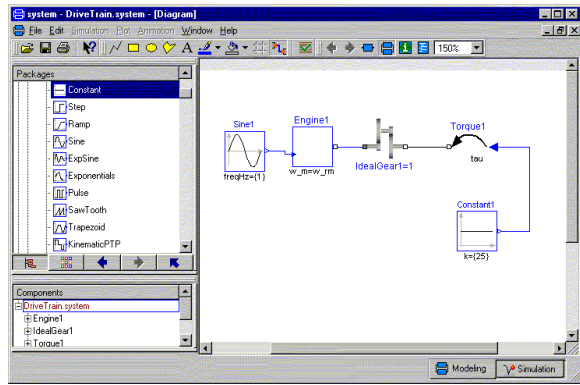 system - DriveTrain.system - [Diagram]
File Edit Simulation Plot Animation Window Help
150%
Packages
Constant
Step
Ramp
Sine
ExpSine
Exponentials
Pulse
SawTooth
Trapezoid
KinematicPTP
Components
DriveTrain.system
Engine1
IdealGear1
Torque1
Sine1
freqHz={1}
Engine1
w_m=w_rm
IdealGear1=1
Torque1
tau
Constant1
k={25}
Modeling
Simulation